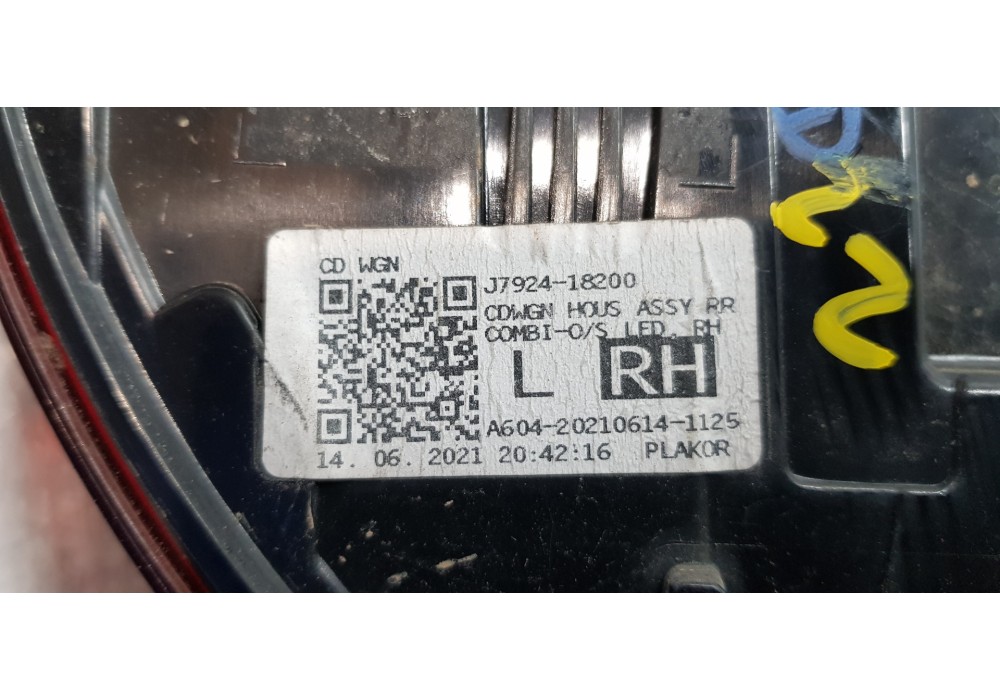 CD WGN
J7924-18200
CDWGN HOUS ASSY RR
COMBI-O/S LED, RH
L RH
A604-20210614-1125
14. 06. 2021 20:42:16 PLAKOR